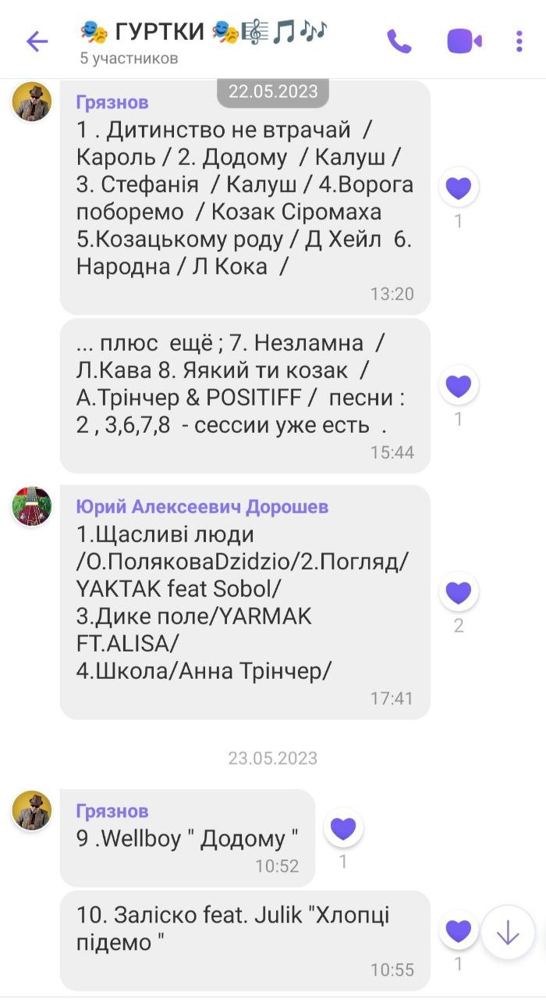 🎭 ГУРТКИ 🎭🎼🎵🎶
5 участников
22.05.2023
Грязнов
1 . Дитинство не втрачай /
Кароль / 2. Додому / Калуш /
3. Стефанія / Калуш / 4.Ворога
поборемо / Козак Сіромаха
5.Козацькому роду / Д Хейл 6.
Народна / Л Кока /
1
13:20
... плюс ещё ; 7. Незламна /
Л.Кава 8. Яякий ти козак /
А.Трінчер & POSITIFF / песни :
2 , 3,6,7,8 - сессии уже есть .
1
15:44
Юрий Алексеевич Дорошев
1.Щасливі люди
/О.ПоляковаDzidzio/2.Погляд/
YAKTAK feat Sobol/
3.Дике поле/YARMAK
FT.ALISA/
4.Школа/Анна Трінчер/
2
17:41
23.05.2023
Грязнов
9 .Wellboy " Додому "
10:52
1
10. Заліско feat. Julik "Хлопці
підемо "
10:55
1